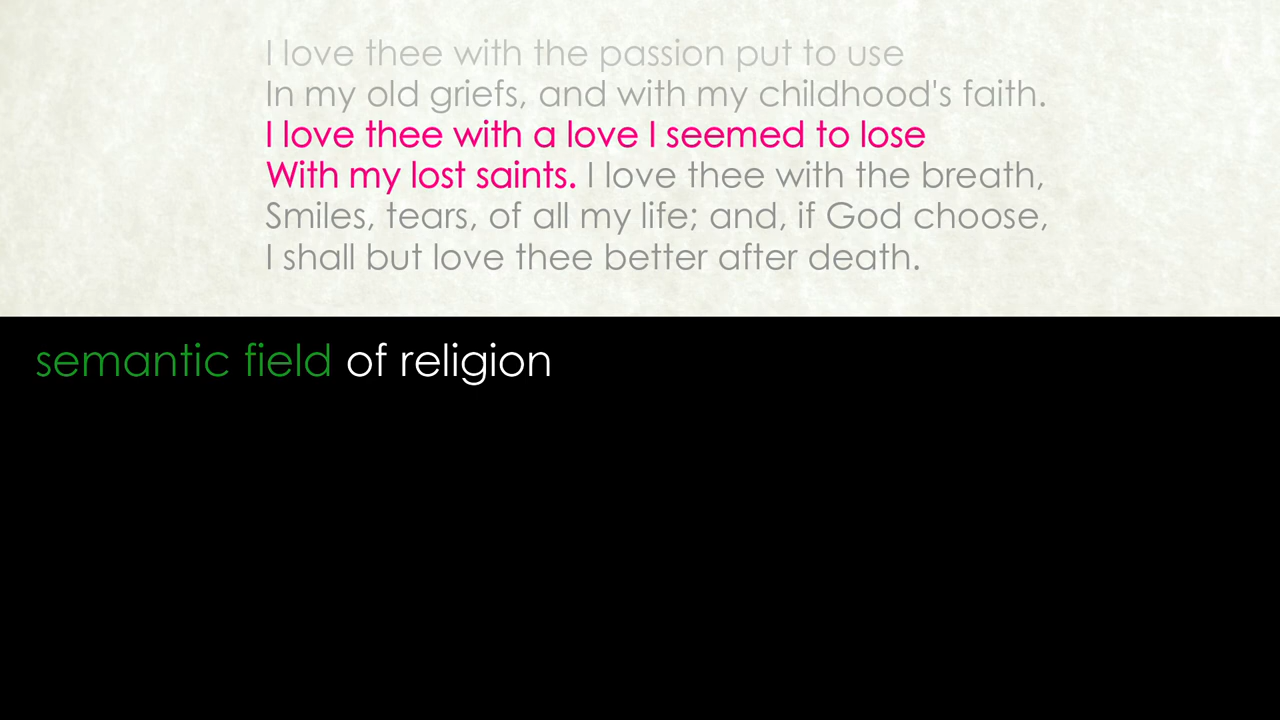 I love thee with the passion put to use
In my old griefs, and with my childhood's faith.
I love thee with a love I seemed to lose
With my lost saints. I love thee with the breath,
Smiles, tears, of all my life; and, if God choose,
I shall but love thee better after death.
semantic field of religion